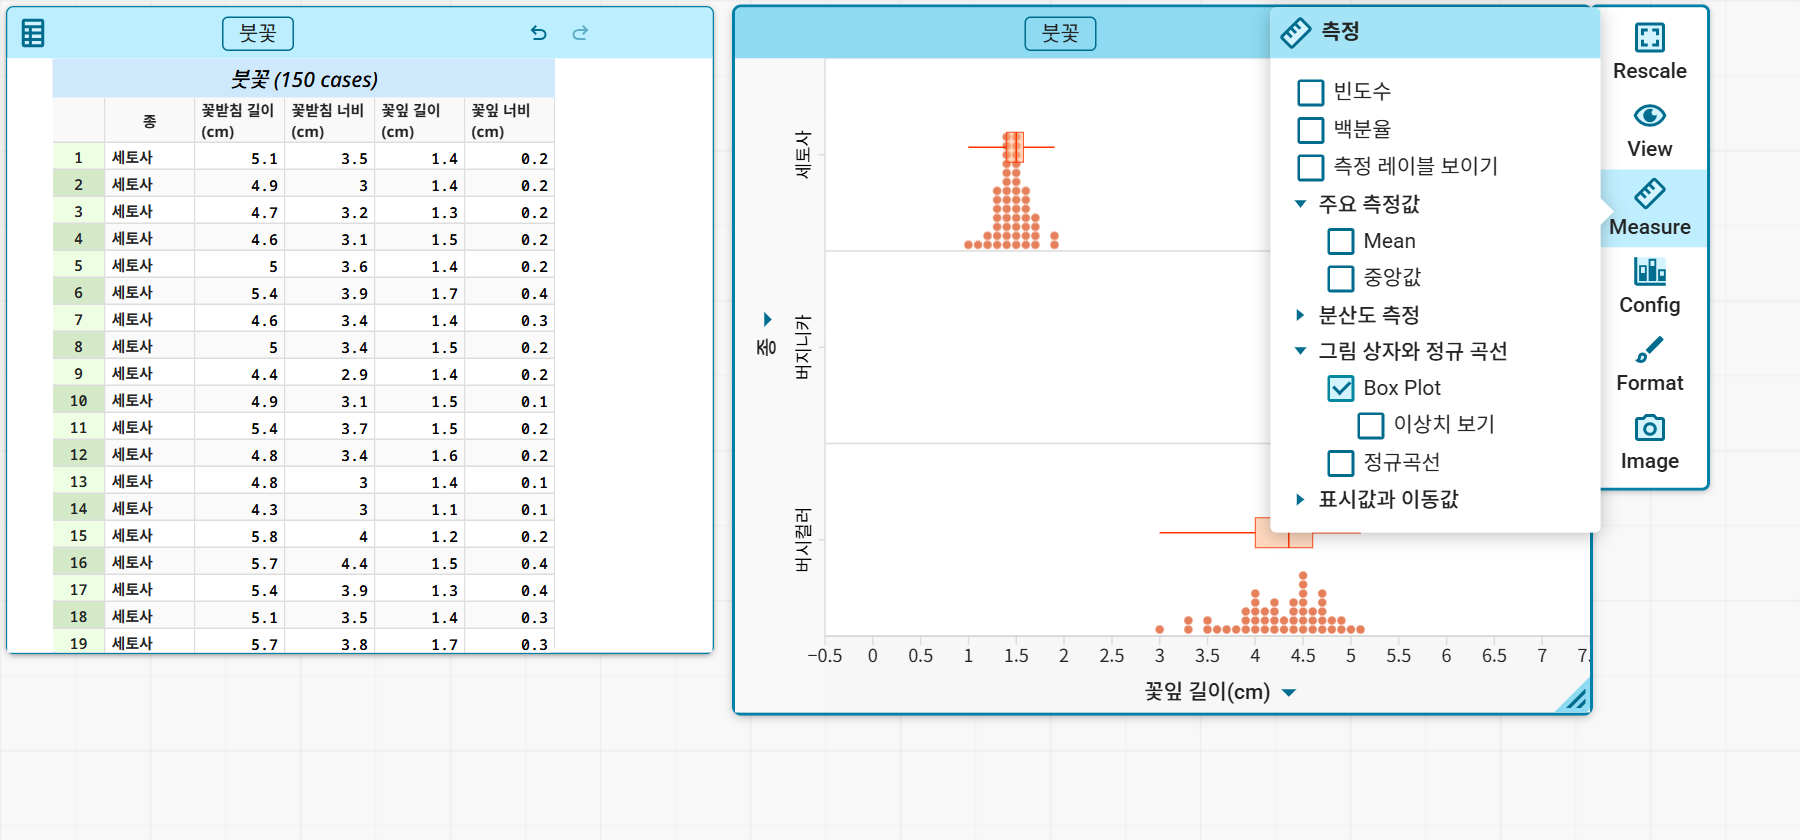 붓꽃
붓꽃 (150 cases)
종 꽃받침 길이 (cm) 꽃받침 너비 (cm) 꽃잎 길이 (cm) 꽃잎 너비 (cm)
1 세토사 5.1 3.5 1.4 0.2
2 세토사 4.9 3 1.4 0.2
3 세토사 4.7 3.2 1.3 0.2
4 세토사 4.6 3.1 1.5 0.2
5 세토사 5 3.6 1.4 0.2
6 세토사 5.4 3.9 1.7 0.4
7 세토사 4.6 3.4 1.4 0.3
8 세토사 5 3.4 1.5 0.2
9 세토사 4.4 2.9 1.4 0.2
10 세토사 4.9 3.1 1.5 0.1
11 세토사 5.4 3.7 1.5 0.2
12 세토사 4.8 3.4 1.6 0.2
13 세토사 4.8 3 1.4 0.1
14 세토사 4.3 3 1.1 0.1
15 세토사 5.8 4 1.2 0.2
16 세토사 5.7 4.4 1.5 0.4
17 세토사 5.4 3.9 1.3 0.4
18 세토사 5.1 3.5 1.4 0.3
19 세토사 5.7 3.8 1.7 0.3
붓꽃
종
세토사
버지니카
버시컬러
−0.5 0 0.5 1 1.5 2 2.5 3 3.5 4 4.5 5 5.5 6 6.5 7 7.
꽃잎 길이(cm)
측정
빈도수
백분율
측정 레이블 보이기
주요 측정값
Mean
중앙값
분산도 측정
그림 상자와 정규 곡선
Box Plot
이상치 보기
정규곡선
표시값과 이동값
Rescale
View
Measure
Config
Format
Image